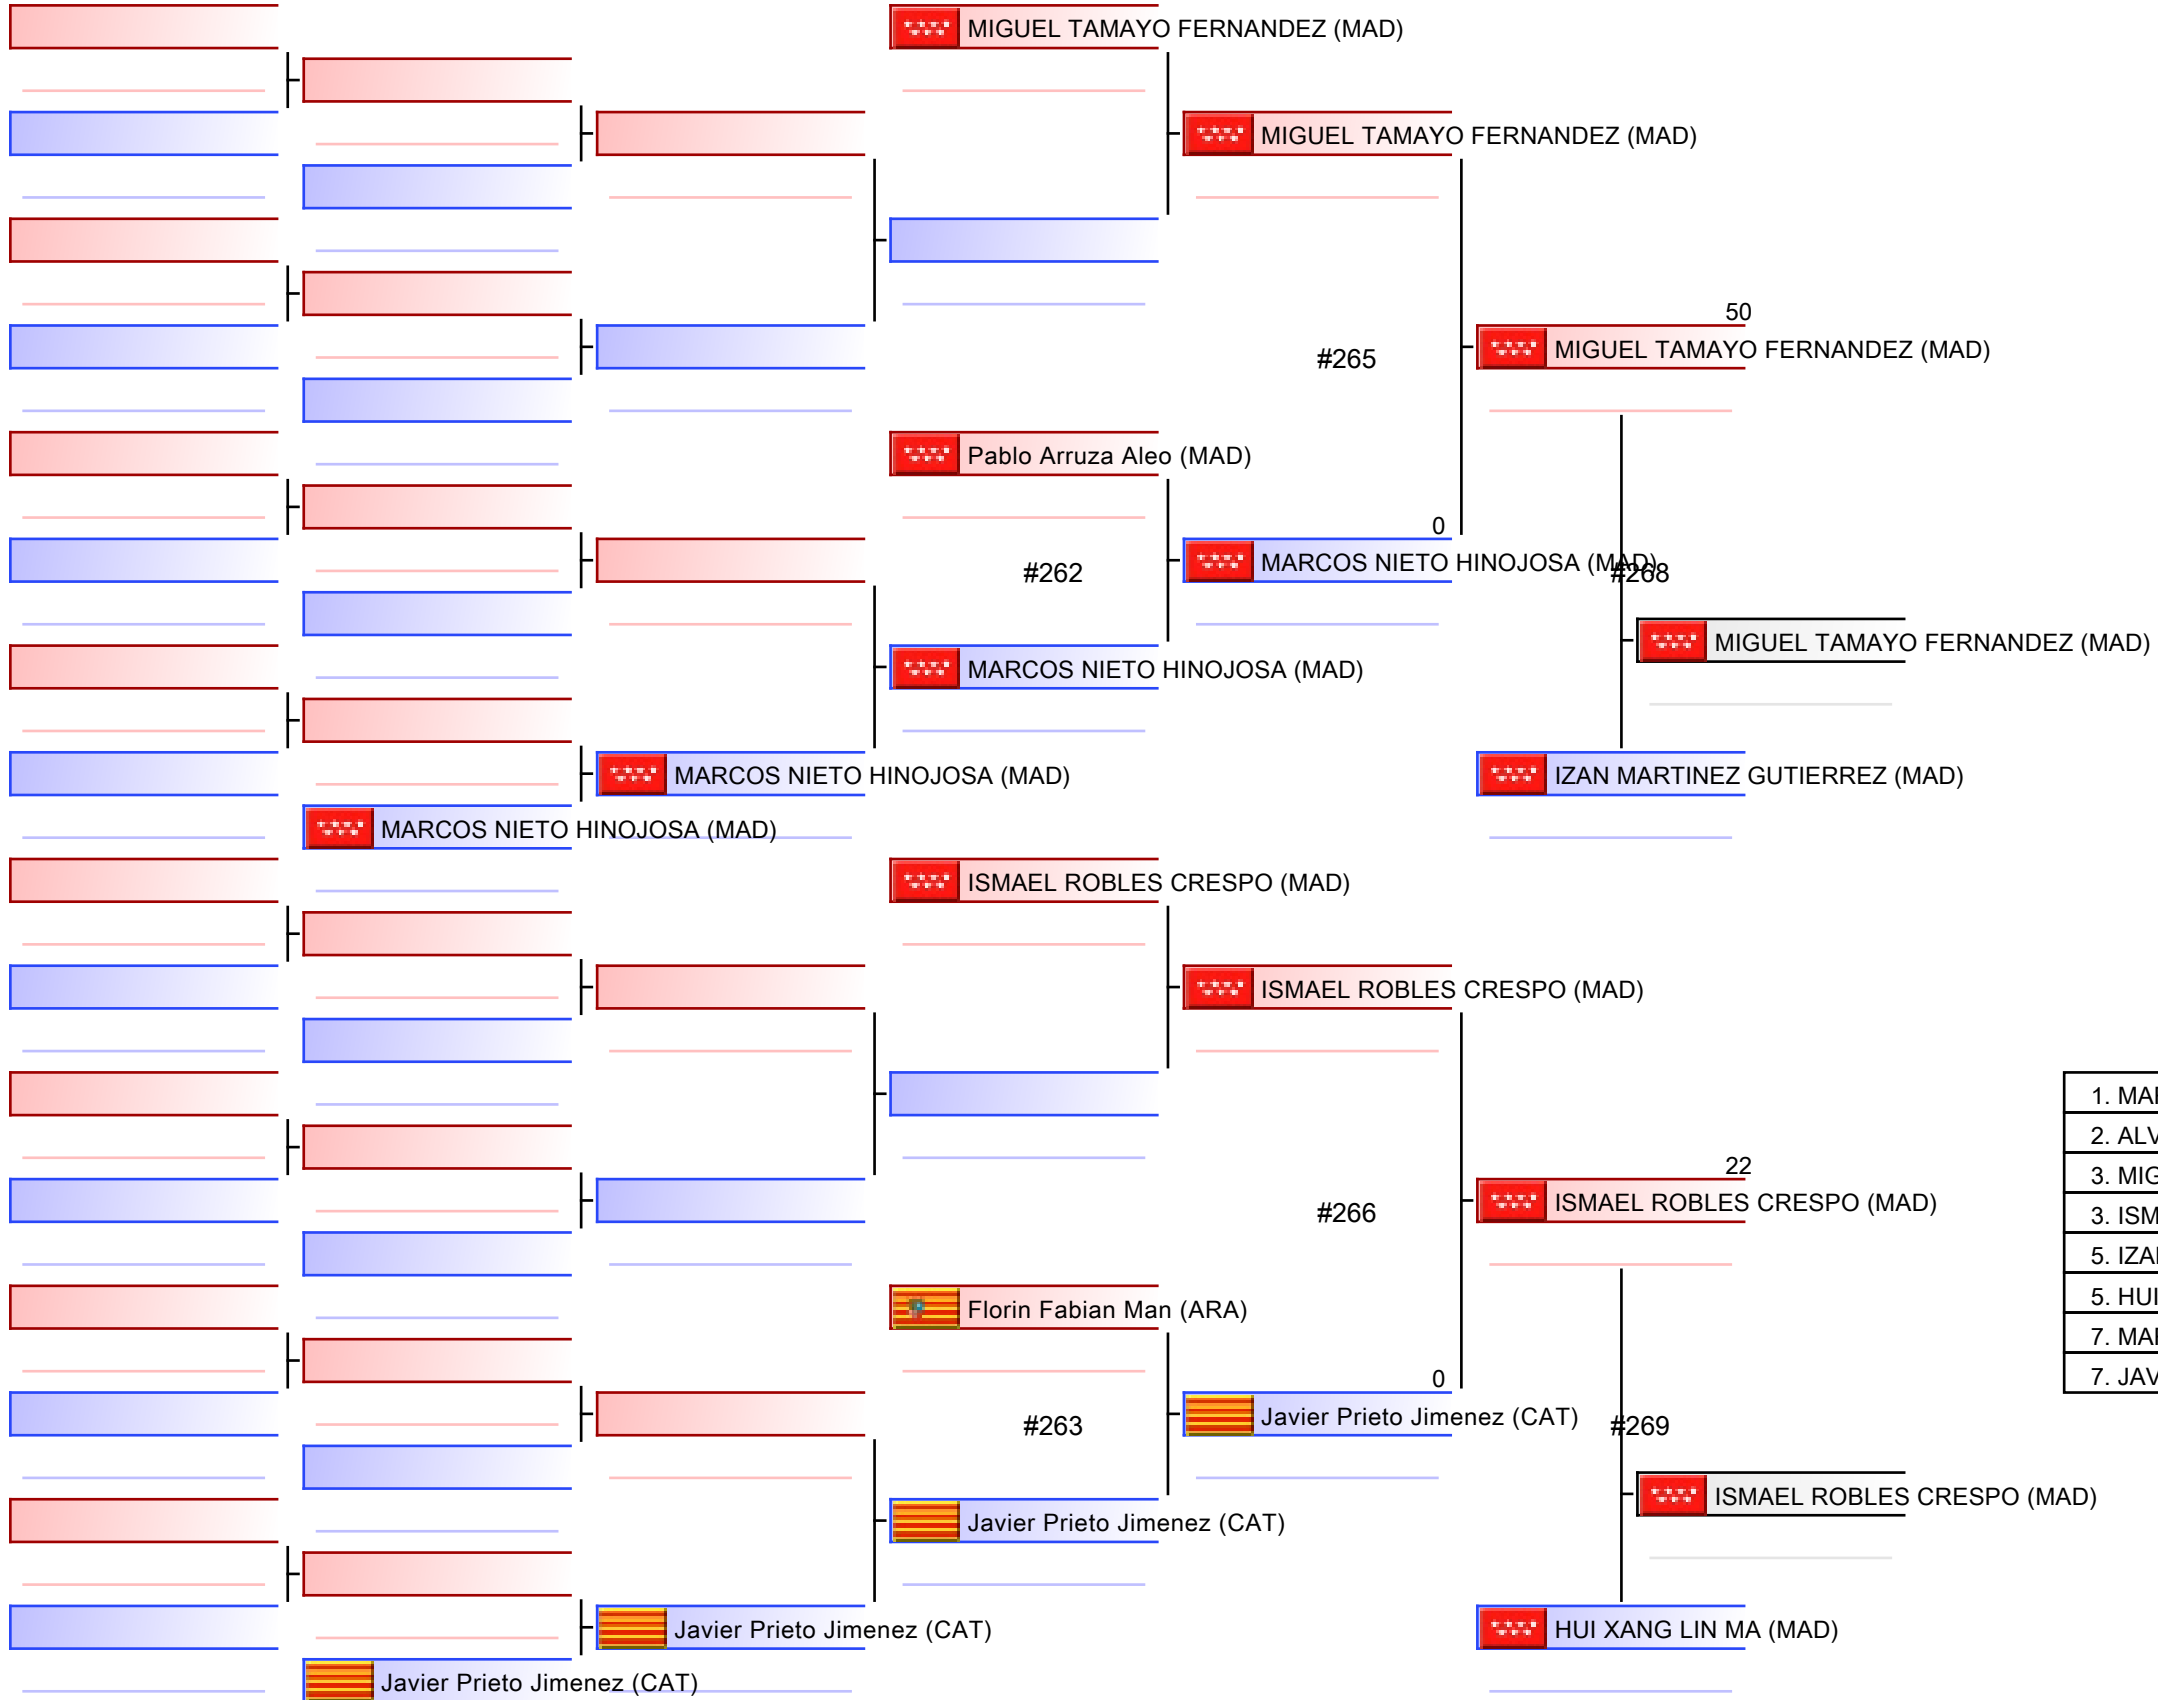 MIGUEL TAMAYO FERNANDEZ (MAD)
MIGUEL TAMAYO FERNANDEZ (MAD)
50
MIGUEL TAMAYO FERNANDEZ (MAD)
#265
Pablo Arruza Aleo (MAD)
0
MARCOS NIETO HINOJOSA (MAD)
#262
#268
MIGUEL TAMAYO FERNANDEZ (MAD)
MARCOS NIETO HINOJOSA (MAD)
MARCOS NIETO HINOJOSA (MAD)
IZAN MARTINEZ GUTIERREZ (MAD)
MARCOS NIETO HINOJOSA (MAD)
ISMAEL ROBLES CRESPO (MAD)
ISMAEL ROBLES CRESPO (MAD)
1. MA
2. AL
3. MIG
3. ISM
5. IZA
5. HUI
7. MA
7. JAV
22
ISMAEL ROBLES CRESPO (MAD)
#266
Florin Fabian Man (ARA)
0
Javier Prieto Jimenez (CAT)
#263
#269
ISMAEL ROBLES CRESPO (MAD)
Javier Prieto Jimenez (CAT)
Javier Prieto Jimenez (CAT)
HUI XANG LIN MA (MAD)
Javier Prieto Jimenez (CAT)